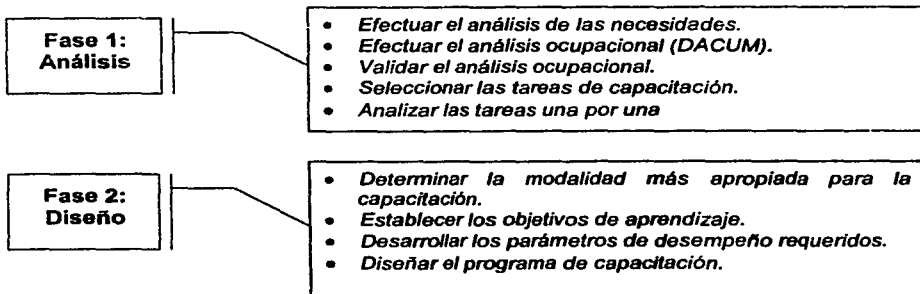 Fase 1:
Análisis
• Efectuar el análisis de las necesidades.
• Efectuar el análisis ocupacional (DACUM).
• Validar el análisis ocupacional.
• Seleccionar las tareas de capacitación.
• Analizar las tareas una por una
Fase 2:
Diseño
• Determinar la modalidad más apropiada para la
capacitación.
• Establecer los objetivos de aprendizaje.
• Desarrollar los parámetros de desempeño requeridos.
• Diseñar el programa de capacitación.